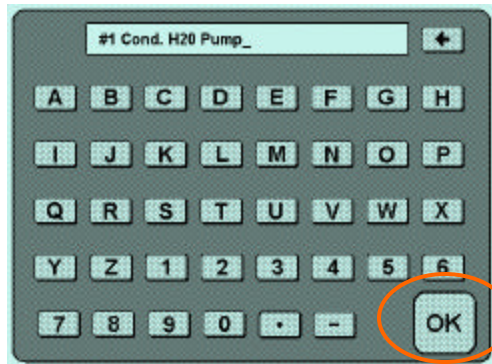 #1 Cond. H20 Pump_
A B C D E F G H
I J K L M N O P
Q R S T U V W X
Y Z 1 2 3 4 5 6
7 8 9 0 . - OK